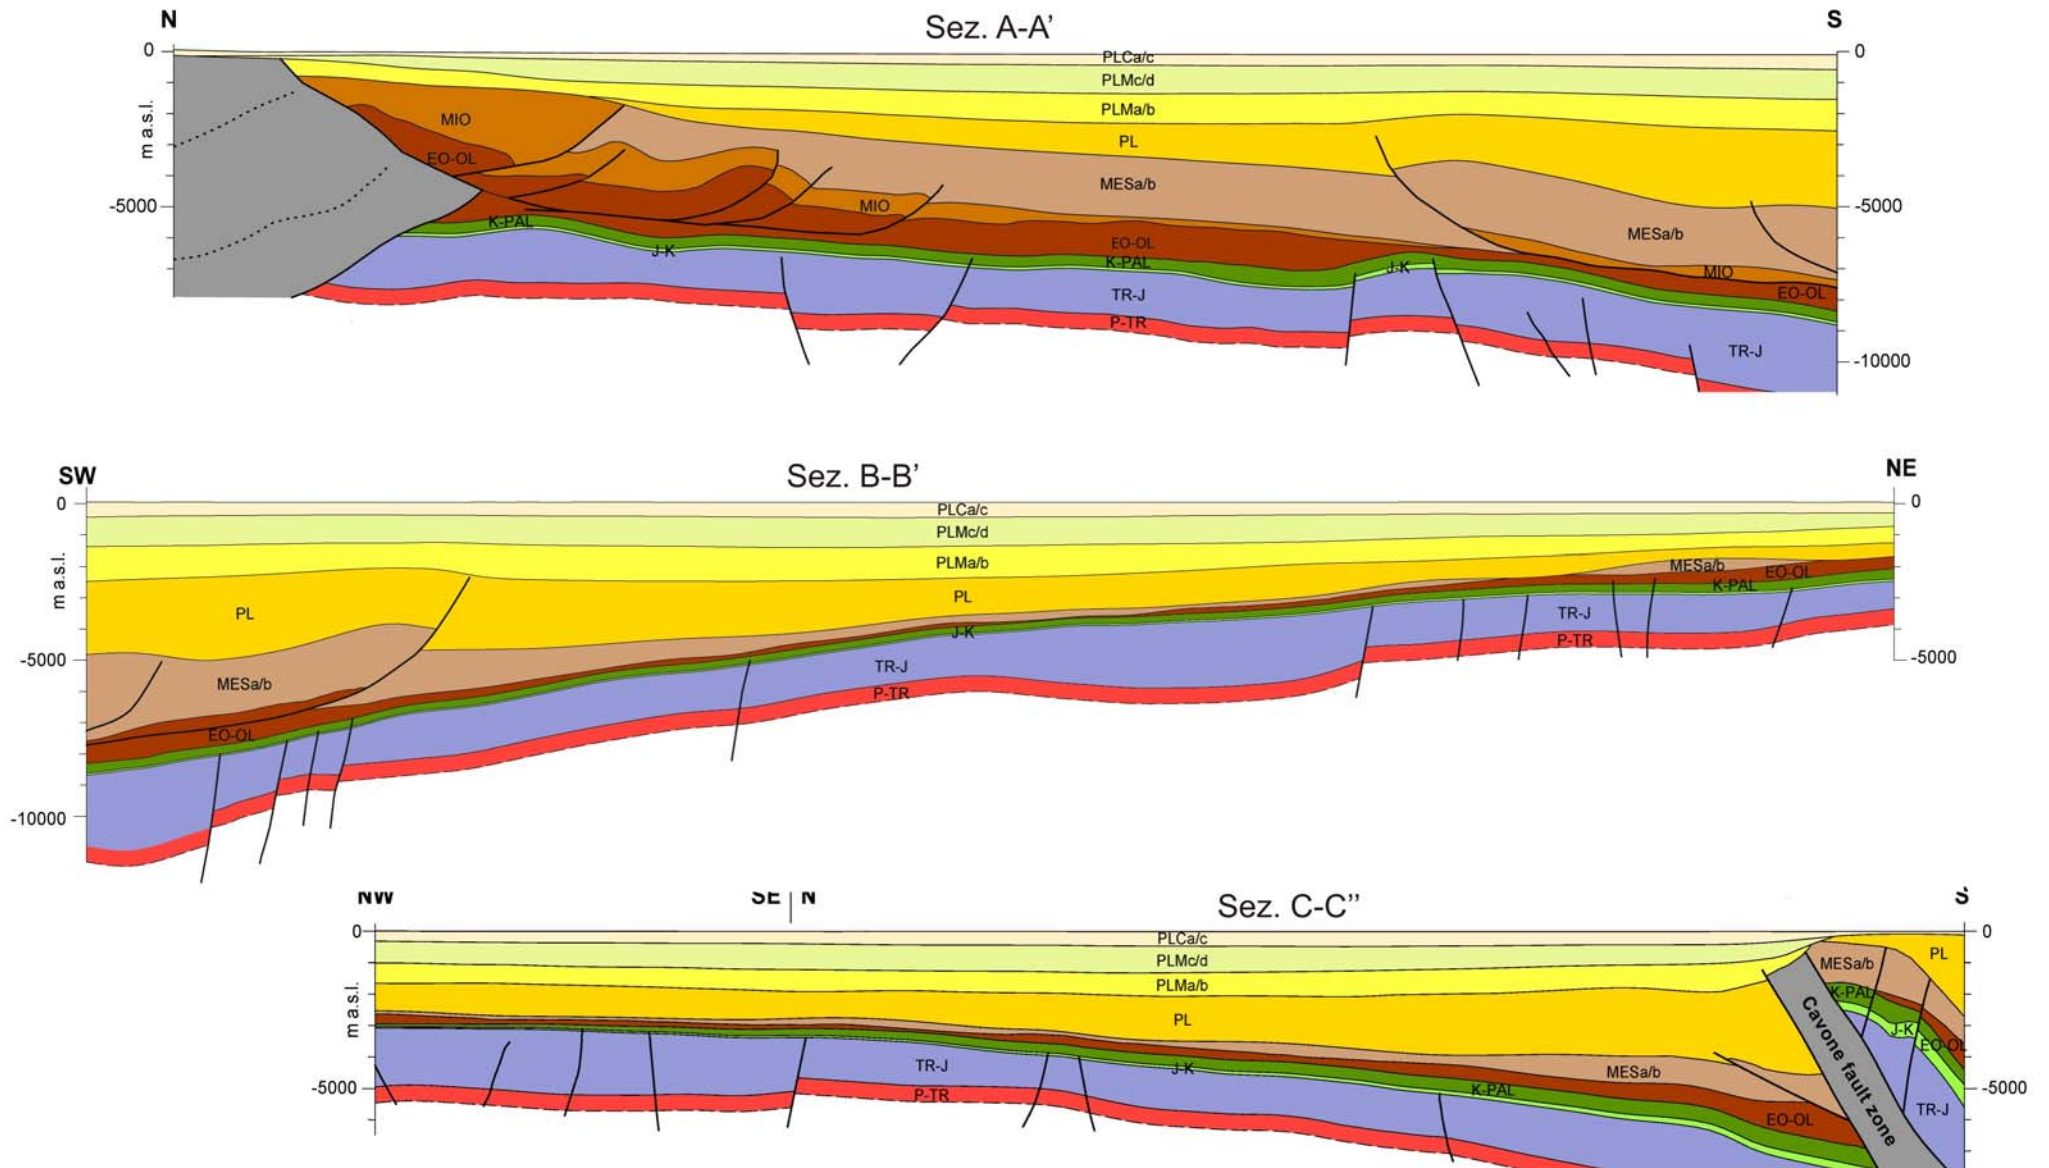 N
Sez. A-A’
S
0
0
PLCa/c
PLMc/d
m a.s.l.
PLMa/b
MIO
PL
EO-OL
MESa/b
-5000
MIO
-5000
K-PAL
MESa/b
J-K
EO-OL
K-PAL
J-K
MIO
TR-J
EO-OL
P-TR
TR-J
-10000
SW
Sez. B-B’
NE
0
0
PLCa/c
PLMc/d
PLMa/b
m a.s.l.
MESa/b
EO-OL
K-PAL
PL
PL
TR-J
J-K
P-TR
-5000
-5000
TR-J
MESa/b
P-TR
EO-OL
-10000
NW
SE
N
Sez. C-C’’
S
0
0
PLCa/c
PL
PLMc/d
MESa/b
PLMa/b
K-PAL
m a.s.l.
PL
J-K
EO-OL
TR-J
J-K
MESa/b
-5000
K-PAL
-5000
P-TR
TR-J
EO-OL
Cavone fault zone